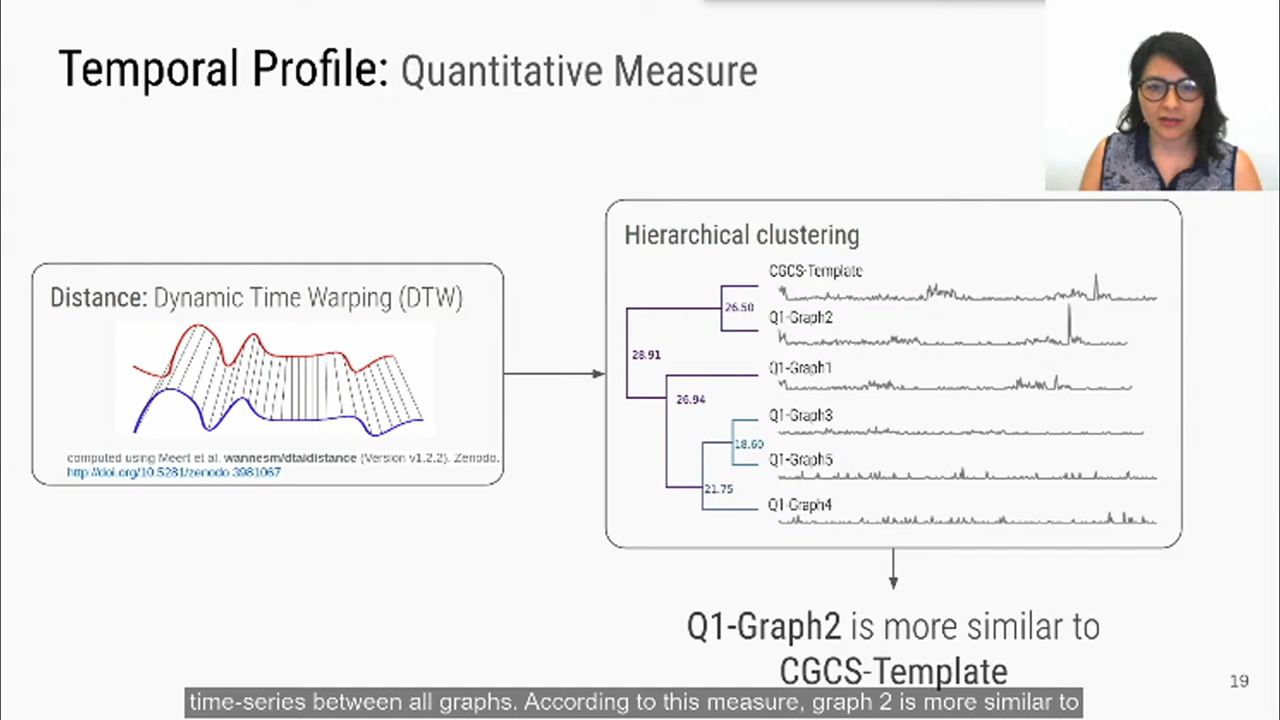 Temporal Profile: Quantitative Measure
Distance: Dynamic Time Warping (DTW)
computed using Meert et al. wannesm/dtaidistance (Version v1.2.2). Zenodo.
http://doi.org/10.5281/zenodo.3981067
Hierarchical clustering
CGCS-Template
26.50
Q1-Graph2
28.91
Q1-Graph1
26.94
Q1-Graph3
18.60
Q1-Graph5
21.75
Q1-Graph4
Q1-Graph2 is more similar to
CGCS-Template
19
time-series between all graphs. According to this measure, graph 2 is more similar to